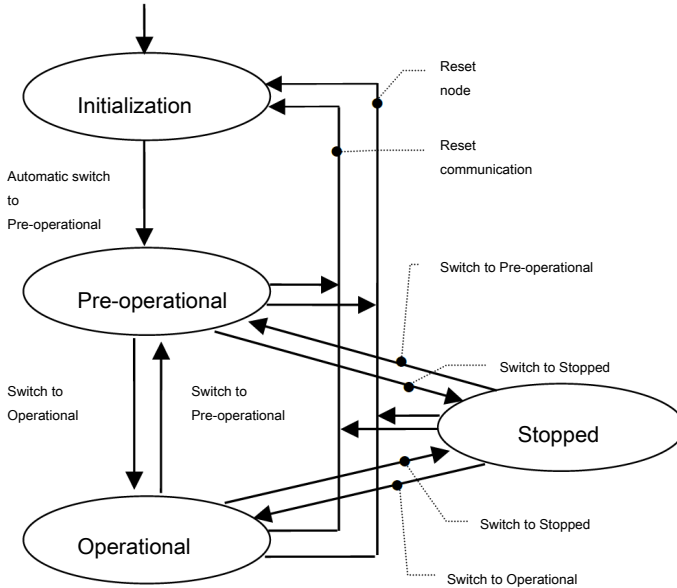 Initialization
Reset
node
Reset
communication
Automatic switch
to
Pre-operational
Pre-operational
Switch to Pre-operational
Switch to
Operational
Switch to
Pre-operational
Switch to Stopped
Stopped
Operational
Switch to Stopped
Switch to Operational